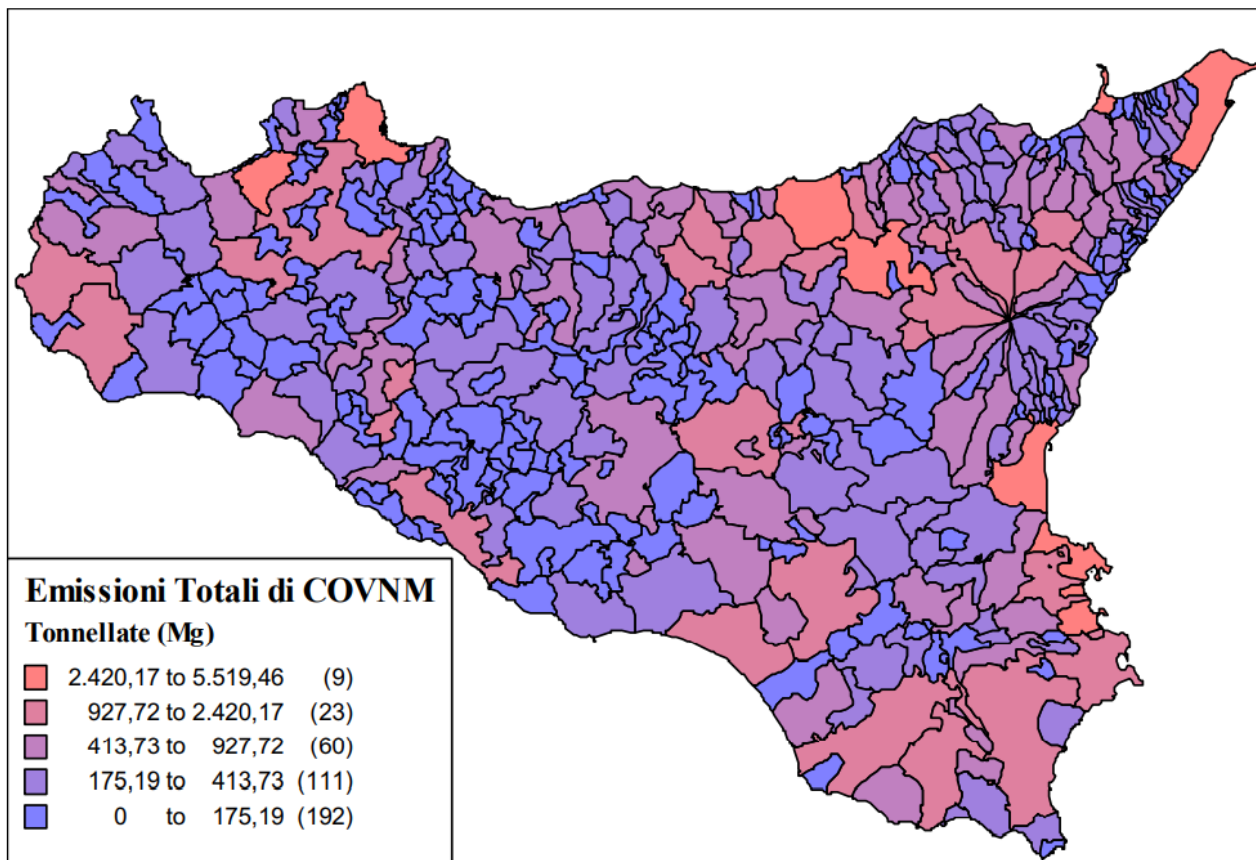 Emissioni Totali di COVNM
Tonnellate (Mg)
2.420,17 to 5.519,46 (9)
927,72 to 2.420,17 (23)
413,73 to 927,72 (60)
175,19 to 413,73 (111)
0 to 175,19 (192)